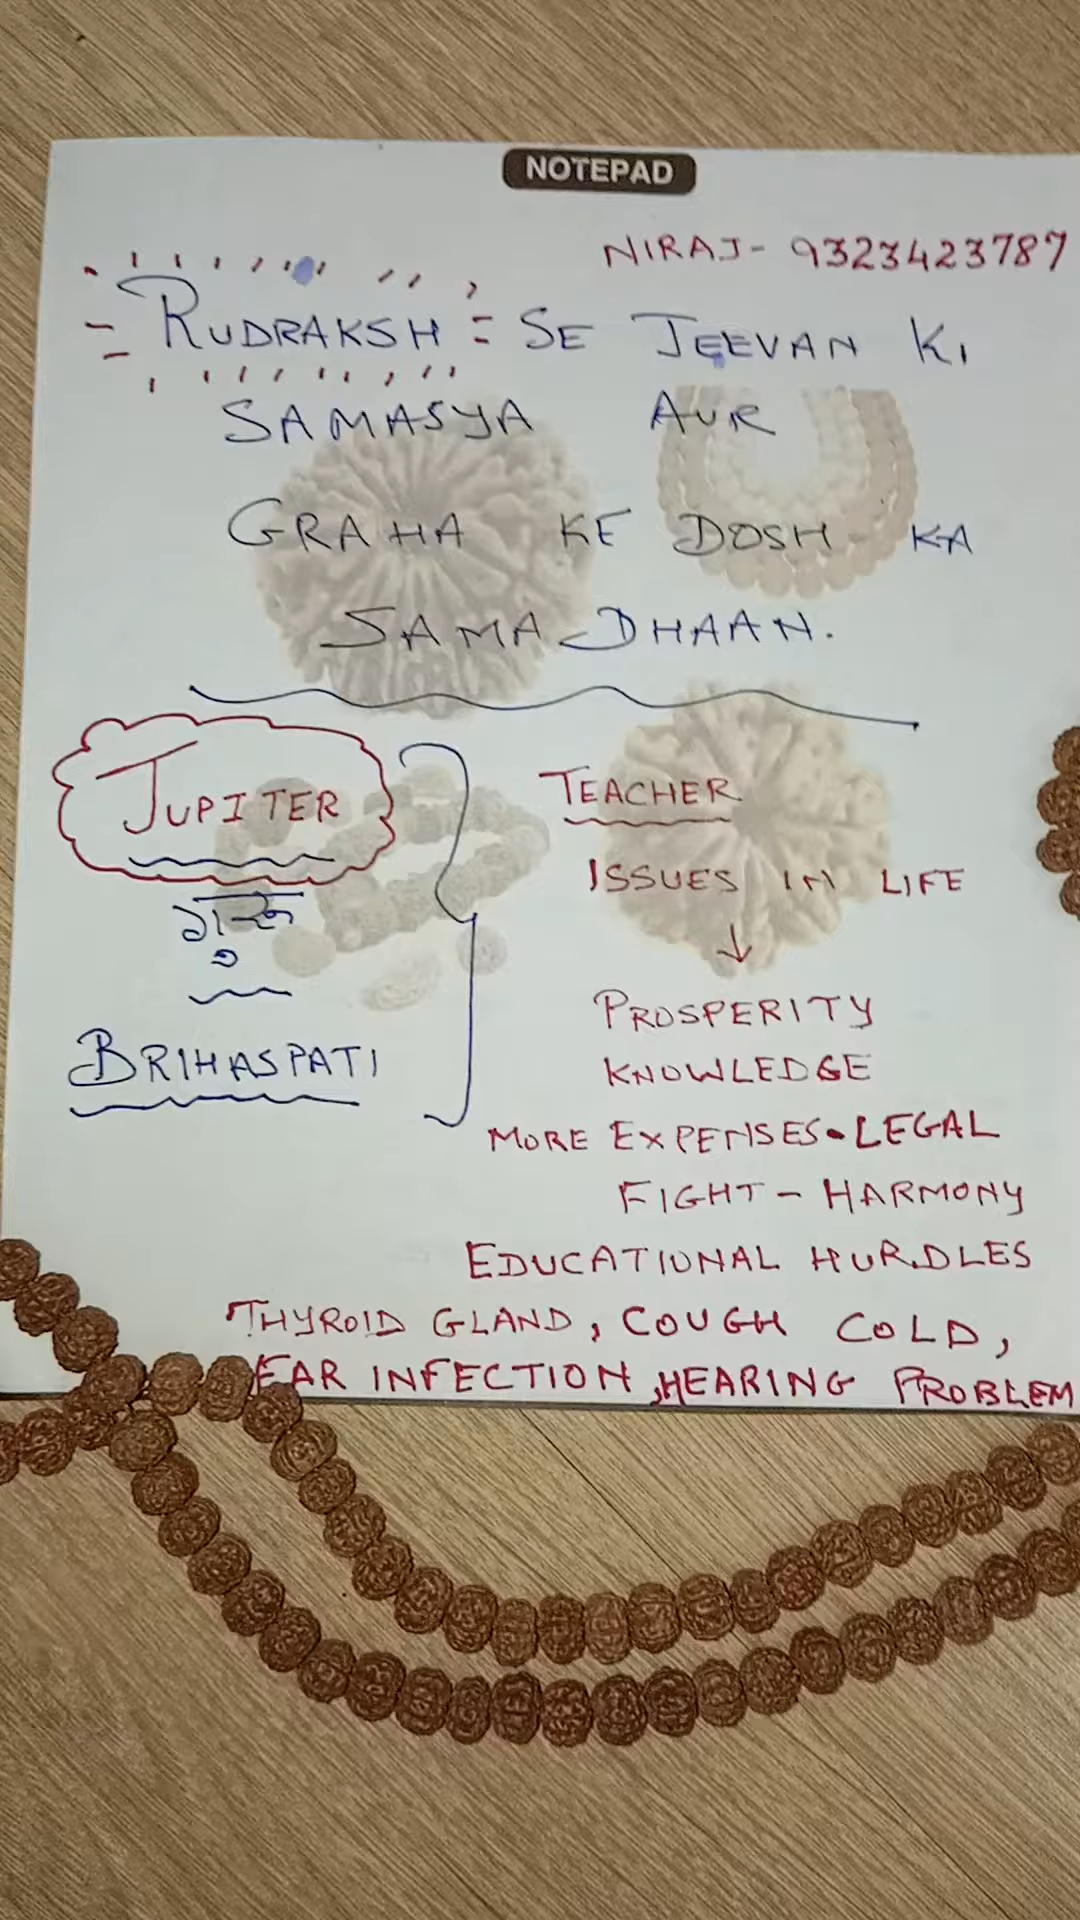 NOTEPAD
NIRAJ - 9323423787
RUDRAKSH SE JEEVAN KI
SAMASYA AUR
GRAHA KE DOSH KA
SAMADHAAN.
JUPITER
गुरू
BRIHASPATI
TEACHER
ISSUES IN LIFE
↓
PROSPERITY
KNOWLEDGE
MORE EXPENSES • LEGAL
FIGHT - HARMONY
EDUCATIONAL HURDLES
THYROID GLAND, COUGH COLD,
EAR INFECTION, HEARING PROBLEM